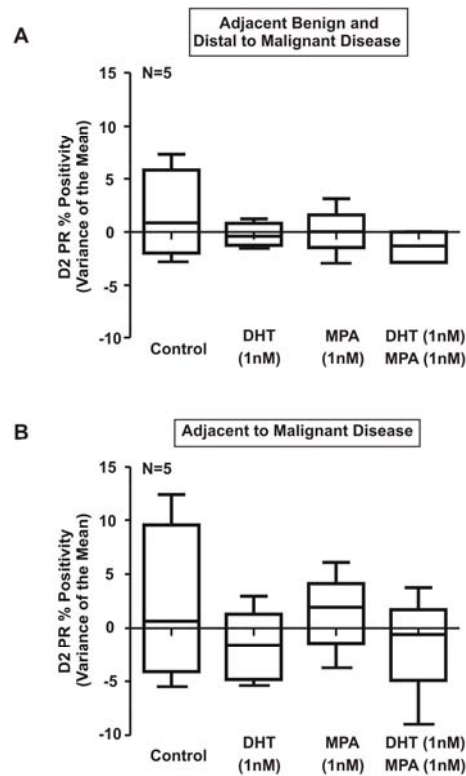 A
Adjacent Benign and
Distal to Malignant Disease
N=5
D2 PR % Positivity
(Variance of the Mean)
15
10
5
0
-5
-10
Control
DHT
(1nM)
MPA
(1nM)
DHT (1nM)
MPA (1nM)
B
Adjacent to Malignant Disease
N=5
D2 PR % Positivity
(Variance of the Mean)
15
10
5
0
-5
-10
Control
DHT
(1nM)
MPA
(1nM)
DHT (1nM)
MPA (1nM)